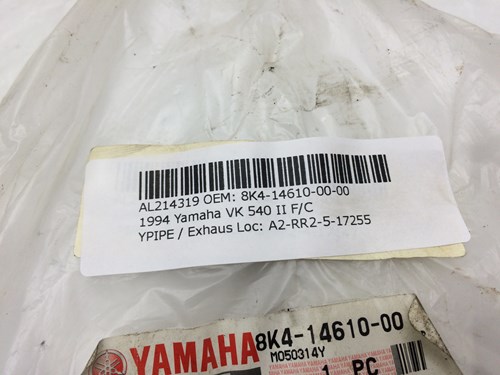 AL214319 OEM: 8K4-14610-00-00
1994 Yamaha VK 540 II F/C
YPIPE / Exhaus Loc: A2-RR2-5-17255
YAMAHA 8K4-14610-00
M050314Y
1 PC